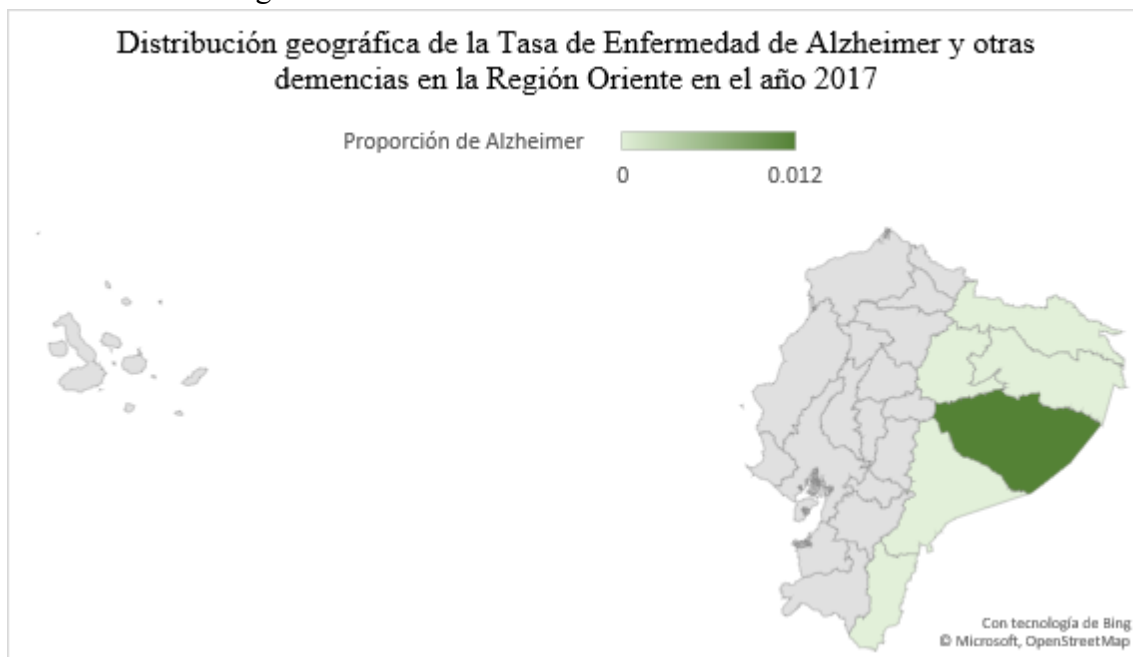 Distribución geográfica de la Tasa de Enfermedad de Alzheimer y otras
demencias en la Región Oriente en el año 2017
Proporción de Alzheimer
0 0.012
Con tecnología de Bing
© Microsoft, OpenStreetMap